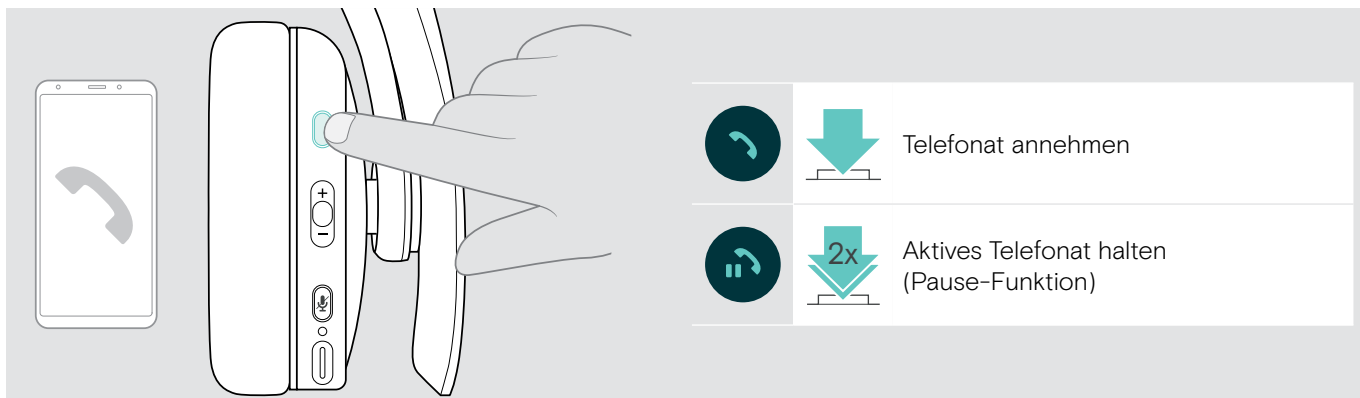 +
–
Telefonat annehmen
2x
Aktives Telefonat halten
(Pause-Funktion)